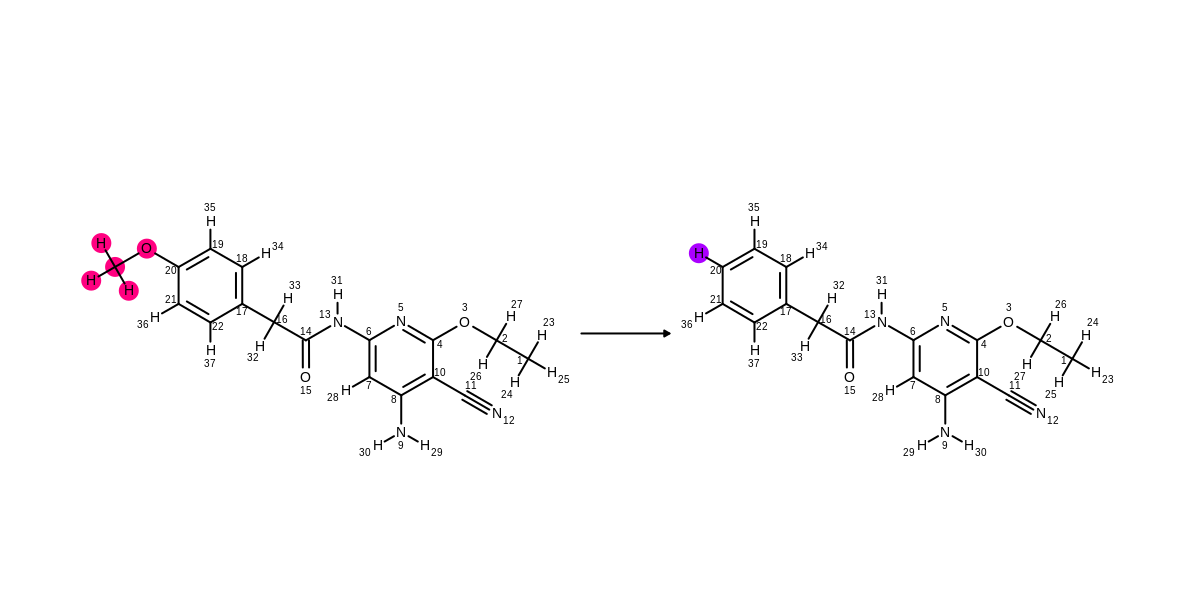 35 35
H H
H O 19 34 H 19 34
H 20 18 H 33 31 20 18 H 32 31
H 21 17 H H 27 23 21 17 H H 26 24
36 H 22 16 13 N 5 N 3 O H H 36 H 22 16 13 N 5 N 3 O H H
H 32 H 14 6 4 2 1 H 33 H 14 6 4 2 1
37 O 15 28 H 7 10 H 26 H 24 H 25 37 O 15 28 H 7 10 H 27 H 25 H 23
8 11 N 12 8 11 N 12
30 H N 9 H 29 29 H N 9 H 30